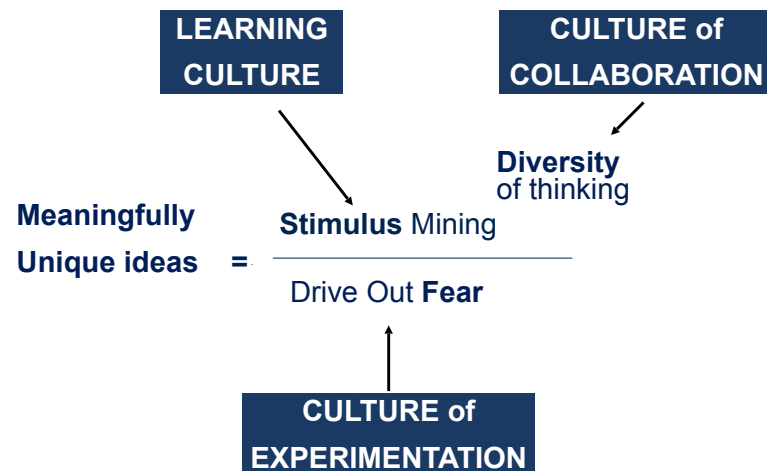 LEARNING
CULTURE
CULTURE of
COLLABORATION
Diversity
of thinking
Meaningfully
Unique ideas =
Stimulus Mining
Drive Out Fear
CULTURE of
EXPERIMENTATION